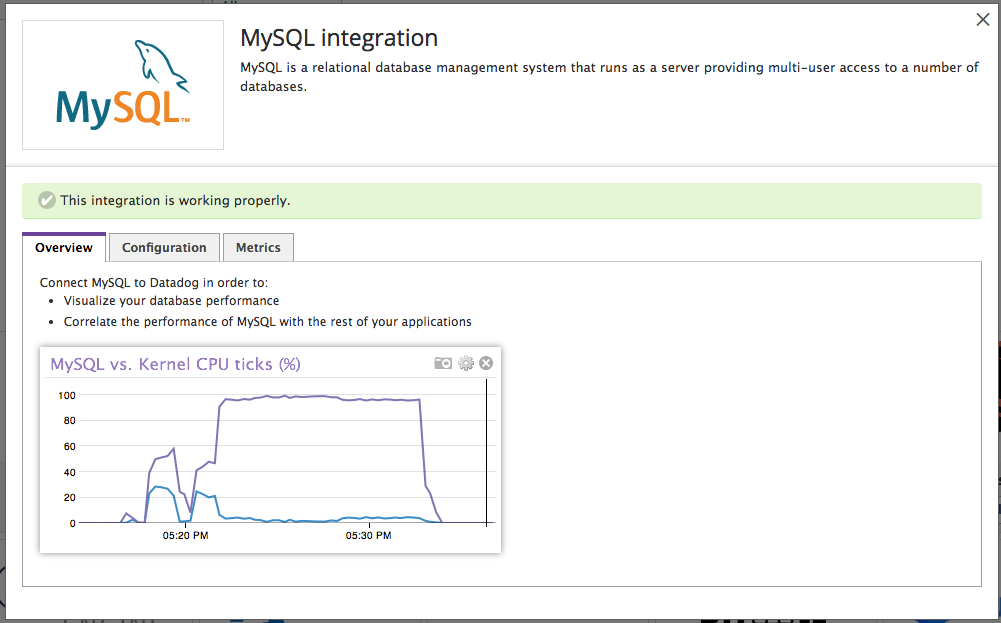 MySQL™
MySQL integration
MySQL is a relational database management system that runs as a server providing multi-user access to a number of
databases.
This integration is working properly.
Overview
Configuration
Metrics
Connect MySQL to Datadog in order to:
• Visualize your database performance
• Correlate the performance of MySQL with the rest of your applications
MySQL vs. Kernel CPU ticks (%)
100
80
60
40
20
0
05:20 PM
05:30 PM